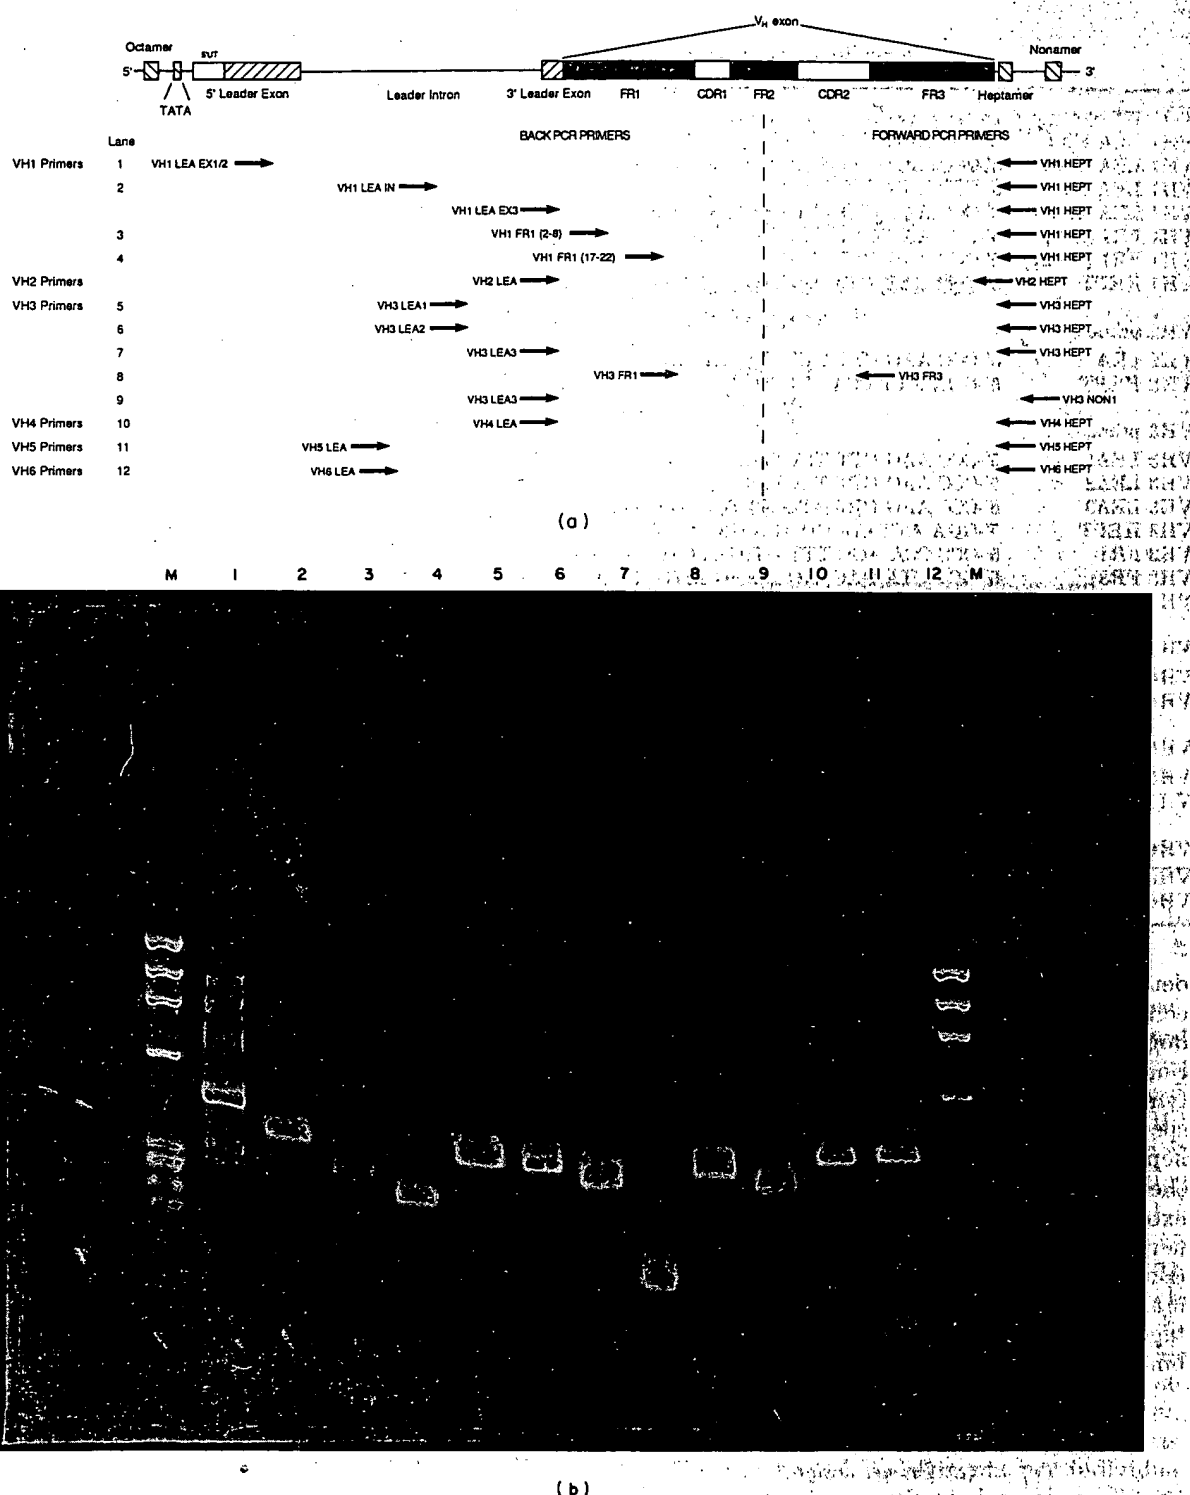 V_H exon
Octamer 5'UT Nonamer
5' 3'
5' Leader Exon Leader Intron 3' Leader Exon FR1 CDR1 FR2 CDR2 FR3 Heptamer
TATA
BACK PCR PRIMERS FORWARD PCR PRIMERS
Lane
VH1 Primers 1 VH1 LEA EX1/2 VH1 HEPT
2 VH1 LEA IN VH1 HEPT
VH1 LEA EX3 VH1 HEPT
3 VH1 FR1 (2-8) VH1 HEPT
4 VH1 FR1 (17-22) VH1 HEPT
VH2 Primers VH2 LEA VH2 HEPT
VH3 Primers 5 VH3 LEA1 VH3 HEPT
6 VH3 LEA2 VH3 HEPT
7 VH3 LEA3 VH3 HEPT
8 VH3 FR1 VH3 FR3
9 VH3 LEA3 VH3 NON1
VH4 Primers 10 VH4 LEA VH4 HEPT
VH5 Primers 11 VH5 LEA VH5 HEPT
VH6 Primers 12 VH6 LEA VH6 HEPT
(a)
M 1 2 3 4 5 6 7 8 9 10 11 12 M
(b)